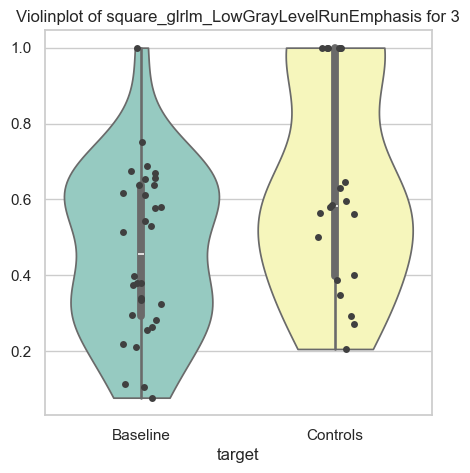 Violinplot of square_glrlm_LowGrayLevelRunEmphasis for 3
1.0
0.8
0.6
0.4
0.2
Baseline
Controls
target